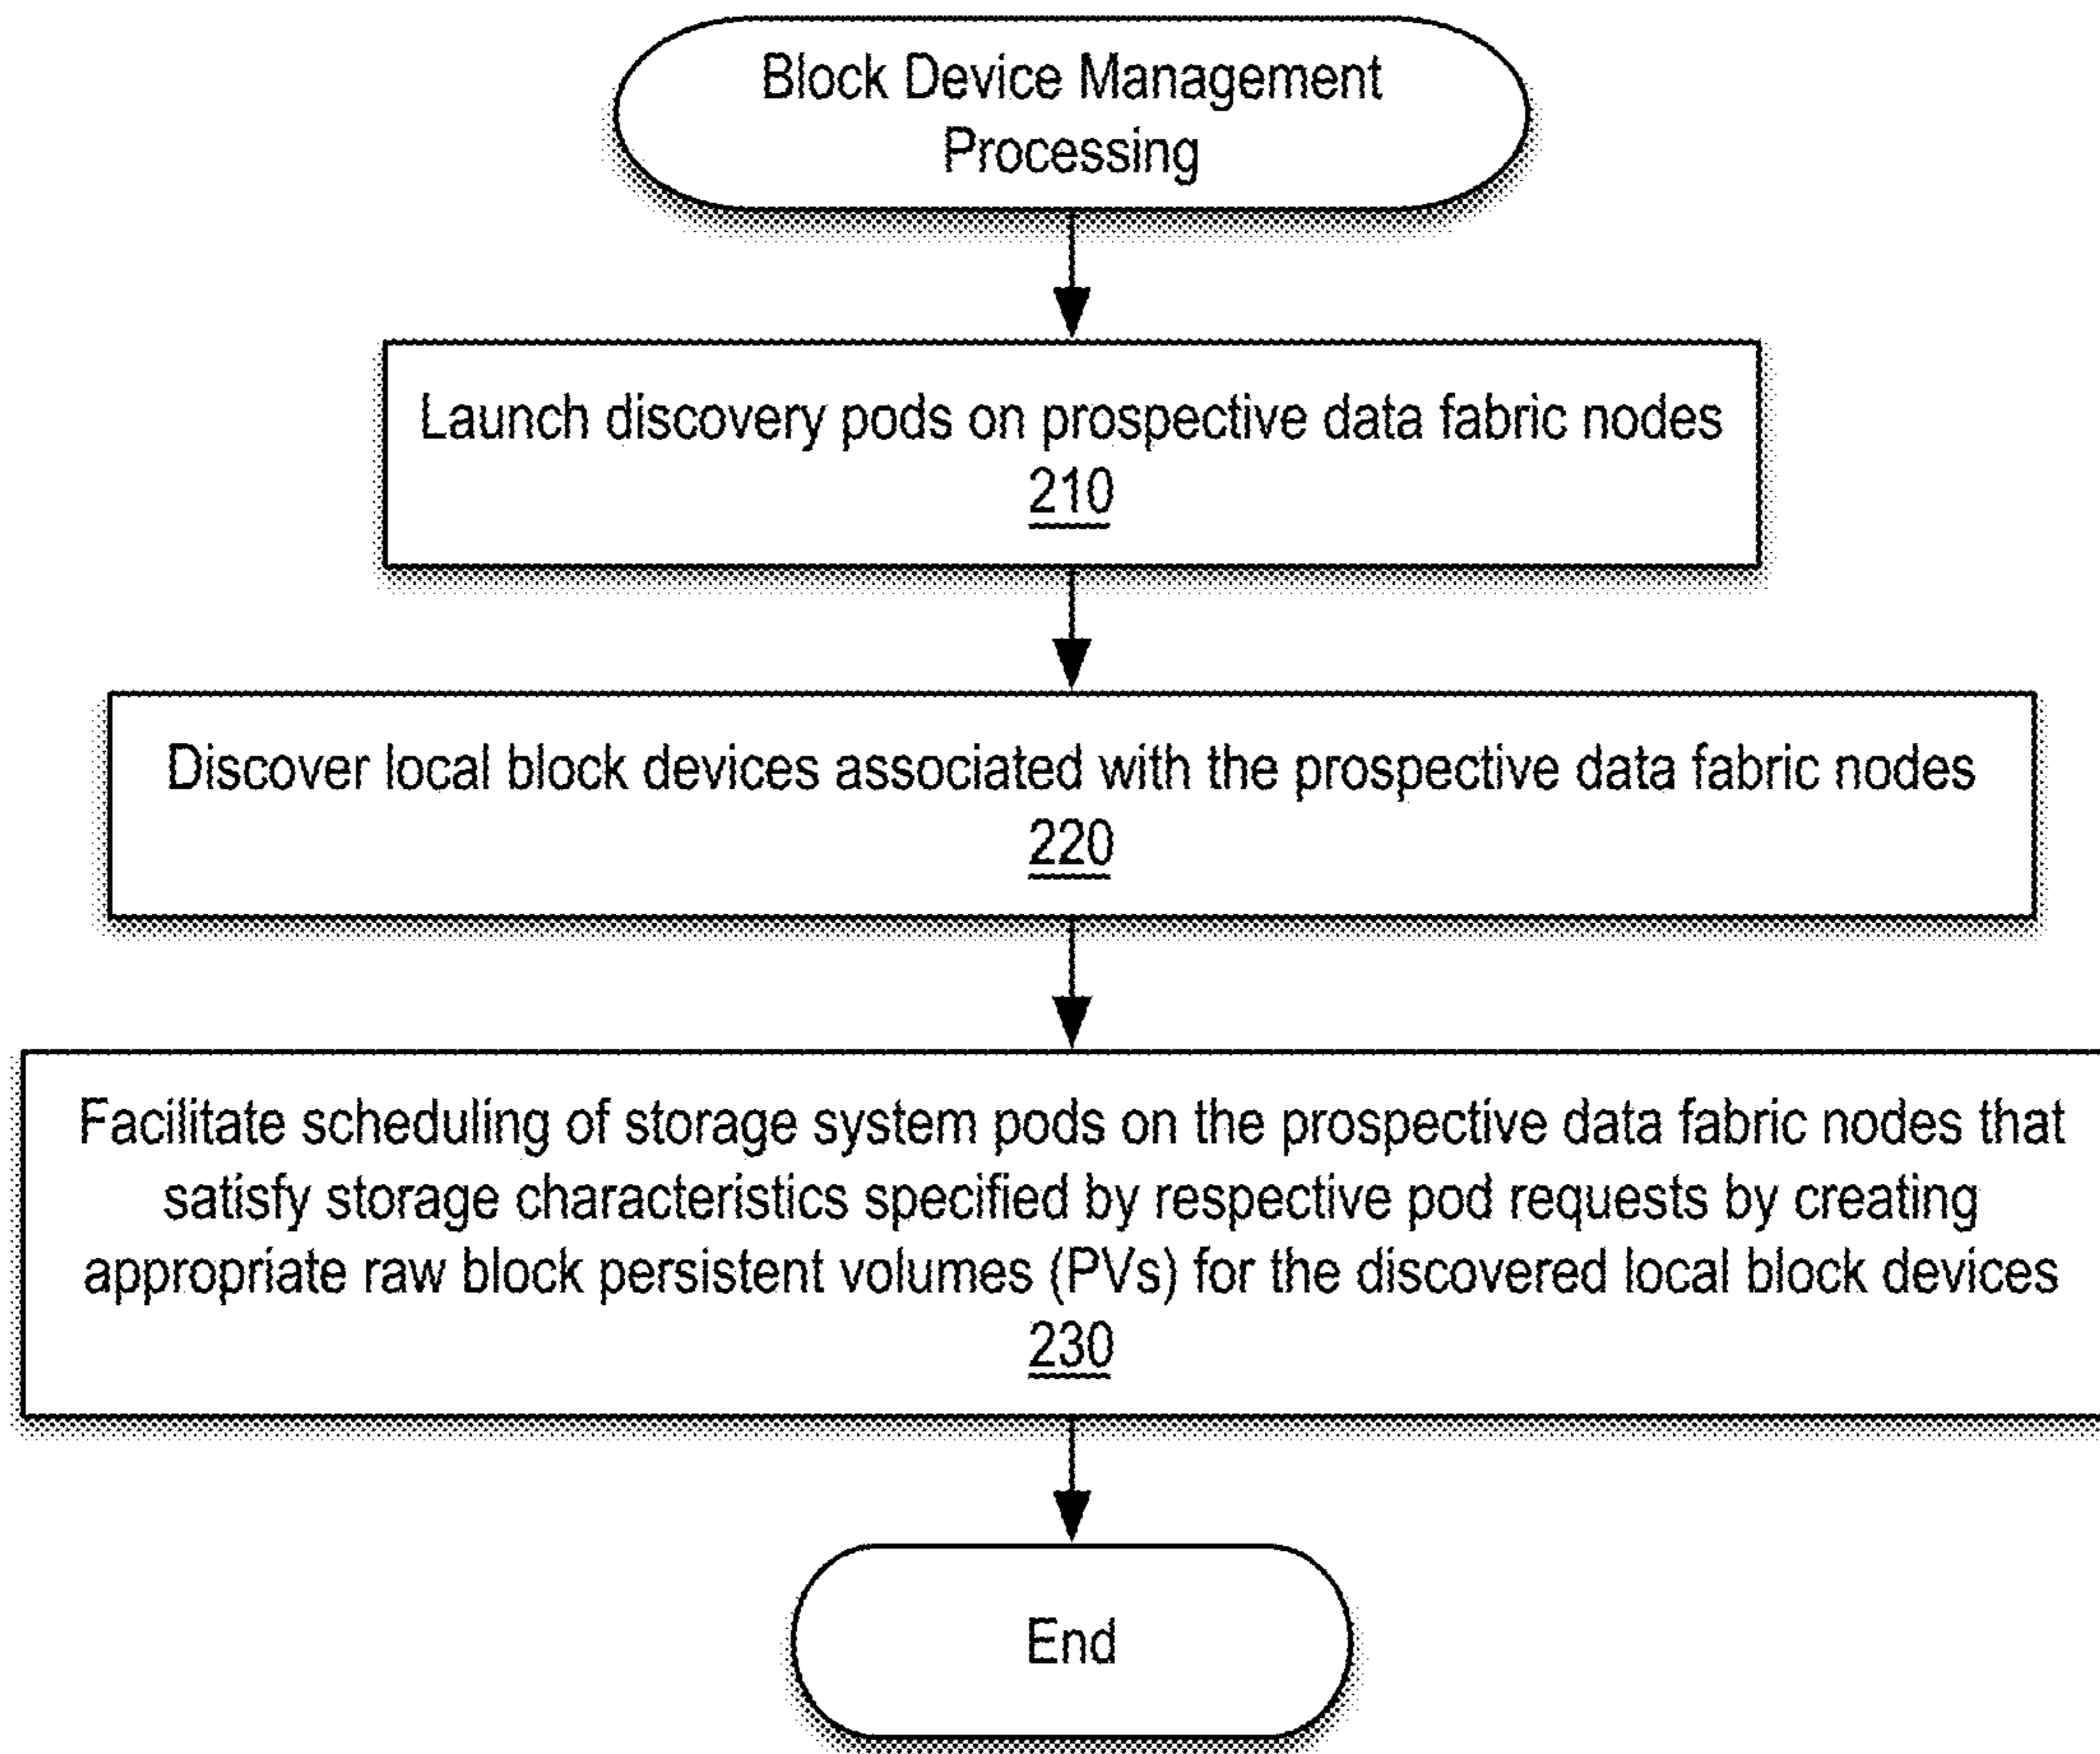 Block Device Management
Processing
Launch discovery pods on prospective data fabric nodes
210
Discover local block devices associated with the prospective data fabric nodes
220
Facilitate scheduling of storage system pods on the prospective data fabric nodes that
satisfy storage characteristics specified by respective pod requests by creating
appropriate raw block persistent volumes (PVs) for the discovered local block devices
230
End